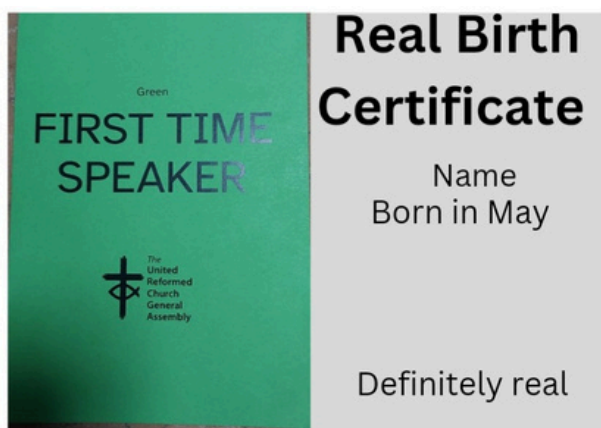 Green
FIRST TIME
SPEAKER
The
United
Reformed
Church
General
Assembly
Real Birth
Certificate
Name
Born in May
Definitely real